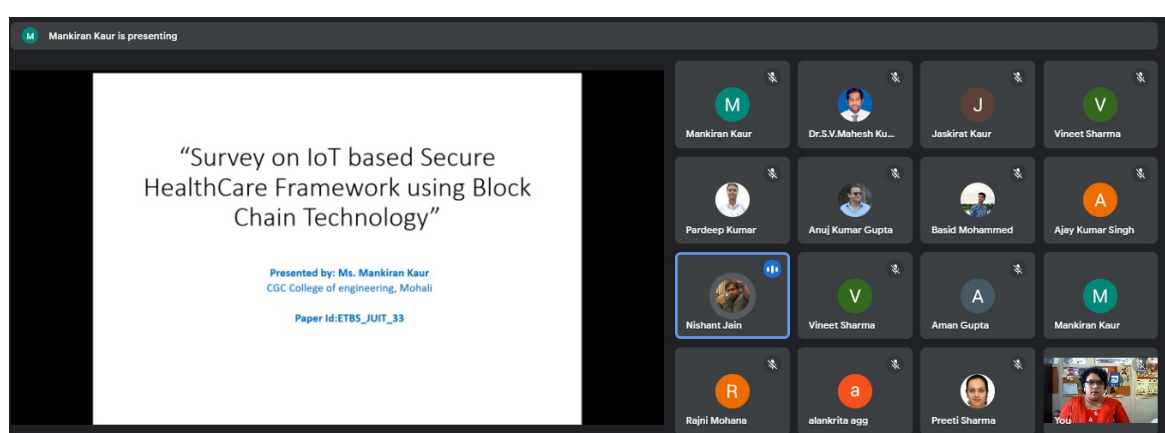 M Mankiran Kaur is presenting
“Survey on IoT based Secure
HealthCare Framework using Block
Chain Technology”
Presented by: Ms. Mankiran Kaur
CGC College of engineering, Mohali
Paper Id:ETBS_JUIT_33
M
J
V
Mankiran Kaur
Dr.S.V.Mahesh Ku...
Jaskirat Kaur
Vineet Sharma
A
Pardeep Kumar
Anuj Kumar Gupta
Basid Mohammed
Ajay Kumar Singh
V
A
M
Nishant Jain
Vineet Sharma
Aman Gupta
Mankiran Kaur
R
a
Rajni Mohana
alankrita agg
Preeti Sharma
You